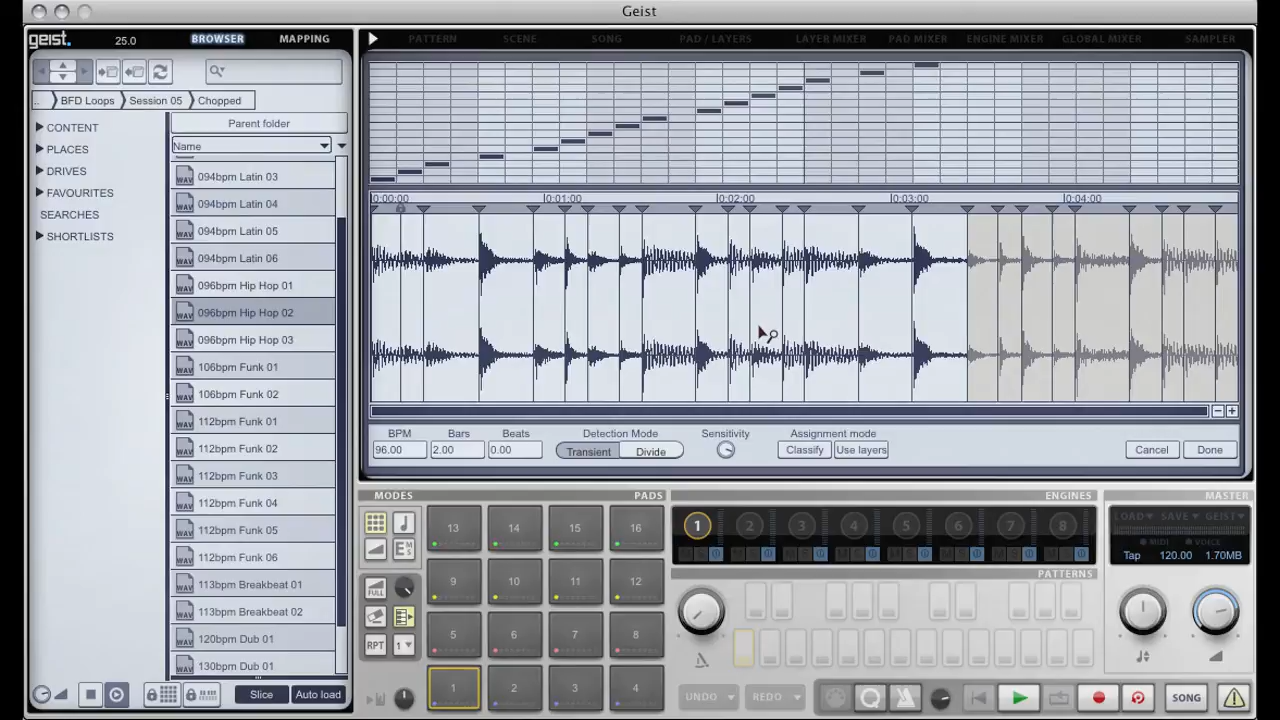 Geist
geist. 25.0 BROWSER MAPPING
PATTERN SCENE SONG PAD / LAYERS LAYER MIXER PAD MIXER ENGINE MIXER GLOBAL MIXER SAMPLER
.. BFD Loops Session 05 Chopped
CONTENT
PLACES
DRIVES
FAVOURITES
SEARCHES
SHORTLISTS
Parent folder
Name
094bpm Latin 03
094bpm Latin 04
094bpm Latin 05
094bpm Latin 06
096bpm Hip Hop 01
096bpm Hip Hop 02
096bpm Hip Hop 03
106bpm Funk 01
106bpm Funk 02
112bpm Funk 01
112bpm Funk 02
112bpm Funk 03
112bpm Funk 04
112bpm Funk 05
112bpm Funk 06
113bpm Breakbeat 01
113bpm Breakbeat 02
120bpm Dub 01
130bpm Dub 01
Slice Auto load
0:00:00 0:01:00 0:02:00 0:03:00 0:04:00
BPM Bars Beats Detection Mode Sensitivity Assignment mode
96.00 2.00 0.00 Transient Divide Classify Use layers Cancel Done
MODES PADS ENGINES MASTER
13 14 15 16
9 10 11 12
5 6 7 8
1 2 3 4
FULL
RPT 1
1 2 3 4 5 6 7 8
PATTERNS
LOAD SAVE GEIST
MIDI VOICE
Tap 120.00 1.70MB
UNDO REDO SONG